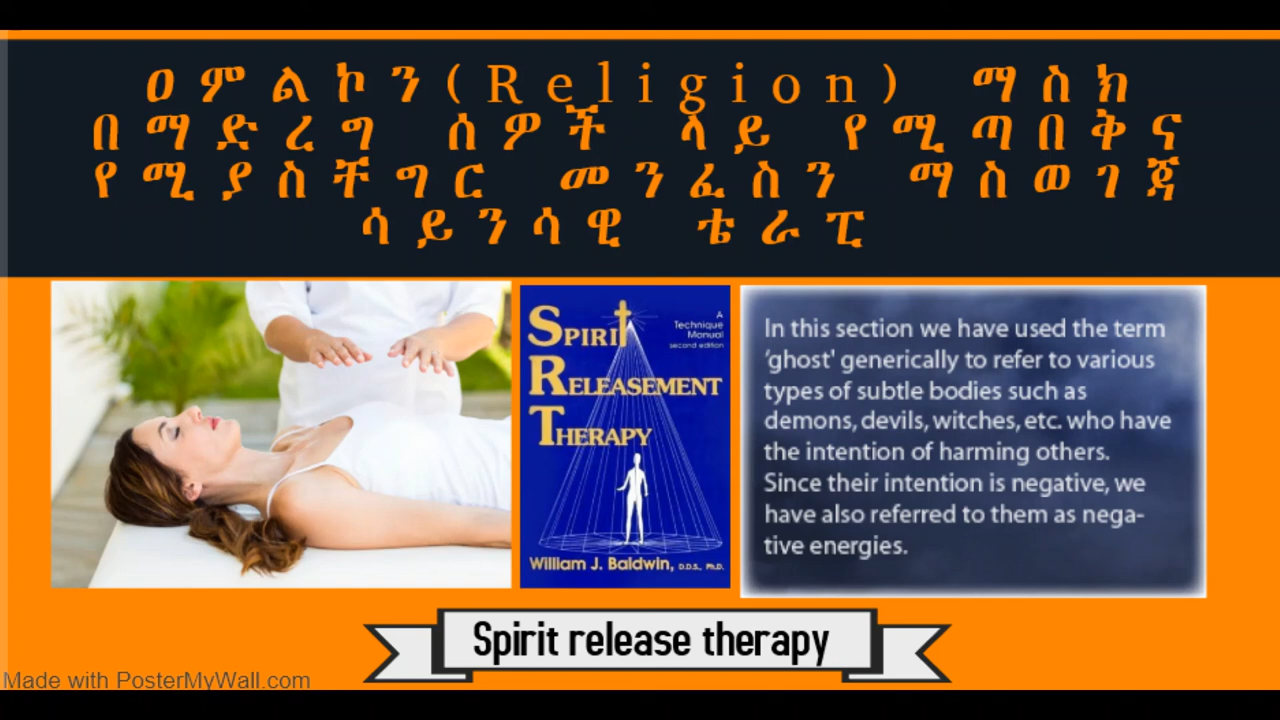 ዐምልኮን(Religion) ማስክ
በማድረግ ሰዎች ላይ የሚጣበቅና
የሚያስቸግር መንፈስን ማስወገጃ
ሳይንሳዊ ቴራፒ
SPIRIT
RELEASEMENT
THERAPY
A
Technique
Manual
second edition
William J. Baldwin, D.D.S., Ph.D.
In this section we have used the term
‘ghost' generically to refer to various
types of subtle bodies such as
demons, devils, witches, etc. who have
the intention of harming others.
Since their intention is negative, we
have also referred to them as nega-
tive energies.
Spirit release therapy
Made with PosterMyWall.com